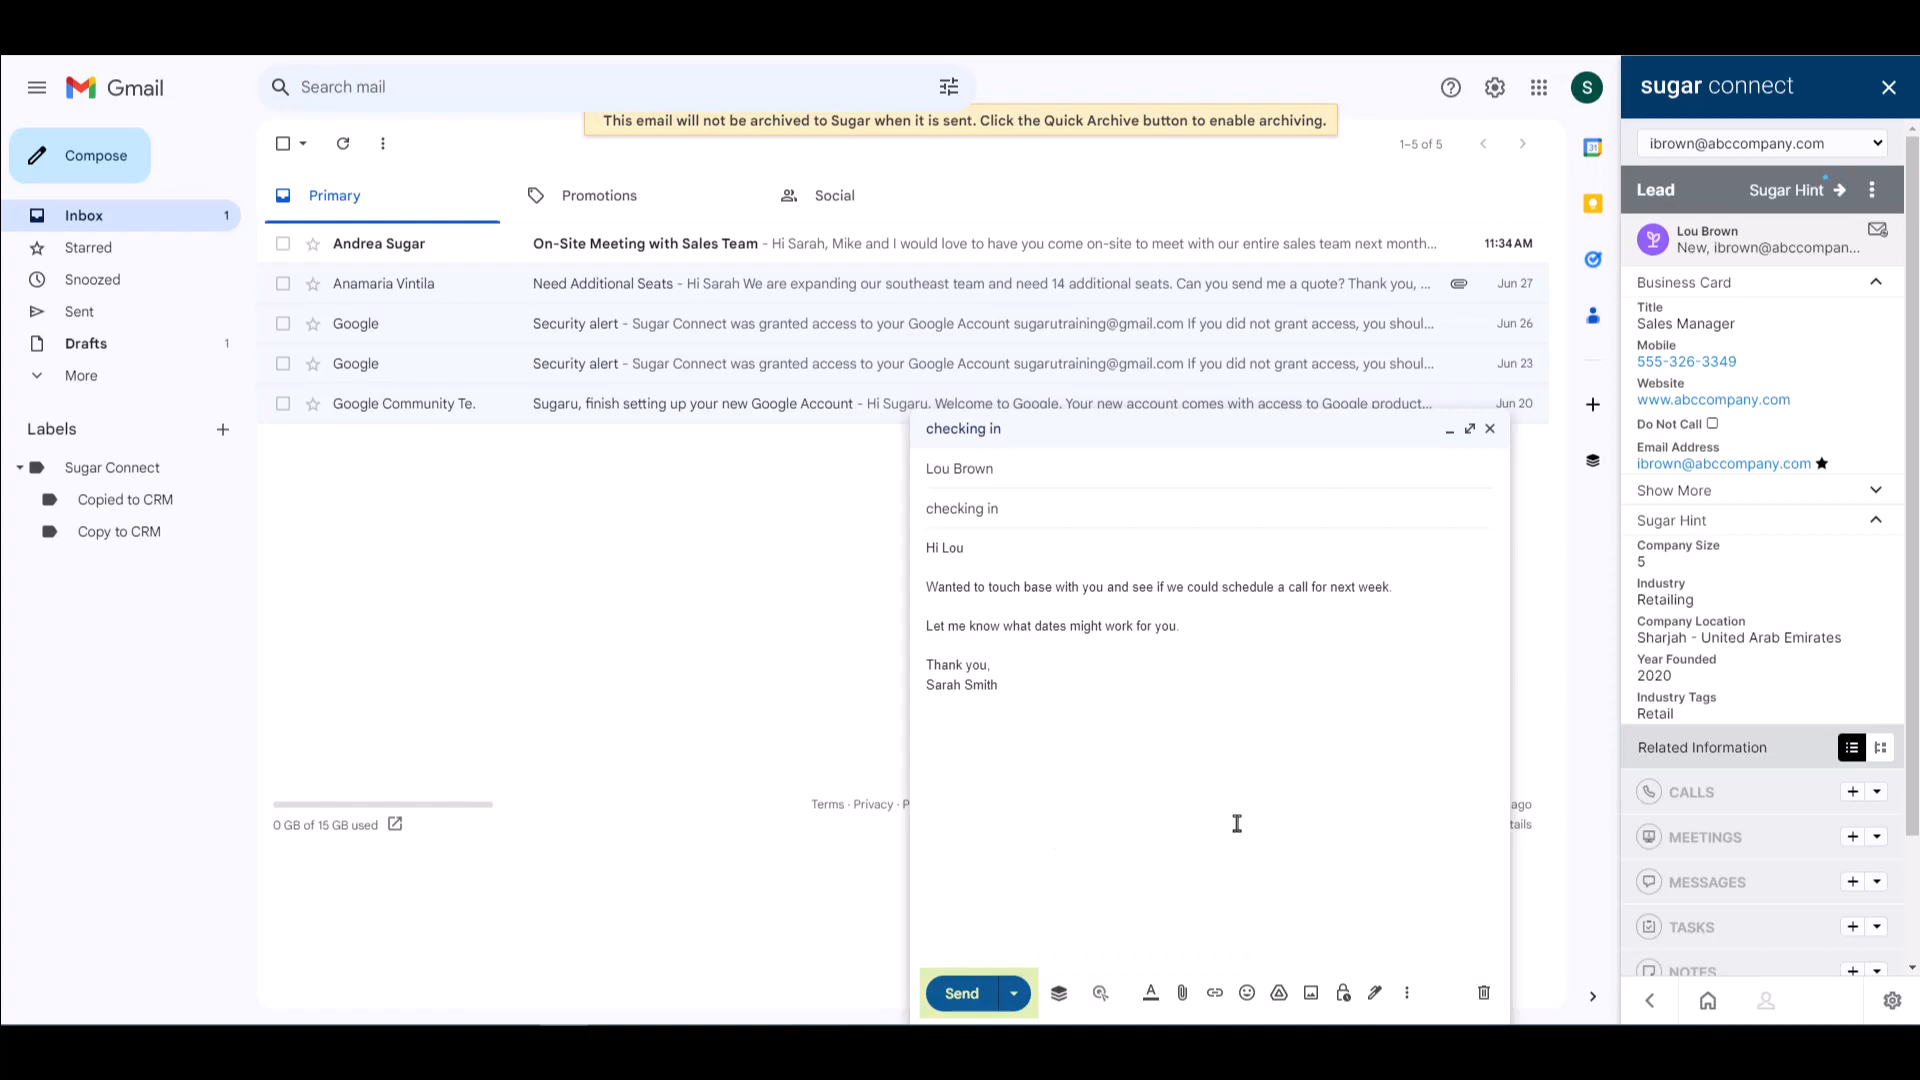 Gmail
Search mail
S
sugar connect
This email will not be archived to Sugar when it is sent. Click the Quick Archive button to enable archiving.
Compose
1–5 of 5
Inbox 1
Starred
Snoozed
Sent
Drafts 1
More
Labels
Sugar Connect
Copied to CRM
Copy to CRM
Primary
Promotions
Social
Andrea Sugar On-Site Meeting with Sales Team - Hi Sarah, Mike and I would love to have you come on-site to meet with our entire sales team next month... 11:34 AM
Anamaria Vintila Need Additional Seats - Hi Sarah We are expanding our southeast team and need 14 additional seats. Can you send me a quote? Thank you, ... Jun 27
Google Security alert - Sugar Connect was granted access to your Google Account sugarutraining@gmail.com If you did not grant access, you shoul... Jun 26
Google Security alert - Sugar Connect was granted access to your Google Account sugarutraining@gmail.com If you did not grant access, you shoul... Jun 23
Google Community Te. Sugaru, finish setting up your new Google Account - Hi Sugaru, Welcome to Google. Your new account comes with access to Google product... Jun 20
Terms · Privacy · P
0 GB of 15 GB used
ago
tails
checking in
Lou Brown
checking in
Hi Lou
Wanted to touch base with you and see if we could schedule a call for next week.
Let me know what dates might work for you.
Thank you,
Sarah Smith
Send
31
ibrown@abccompany.com
Lead Sugar Hint
Lou Brown
New, ibrown@abccompan...
Business Card
Title
Sales Manager
Mobile
555-326-3349
Website
www.abccompany.com
Do Not Call
Email Address
ibrown@abccompany.com
Show More
Sugar Hint
Company Size
5
Industry
Retailing
Company Location
Sharjah - United Arab Emirates
Year Founded
2020
Industry Tags
Retail
Related Information
CALLS
MEETINGS
MESSAGES
TASKS
NOTES